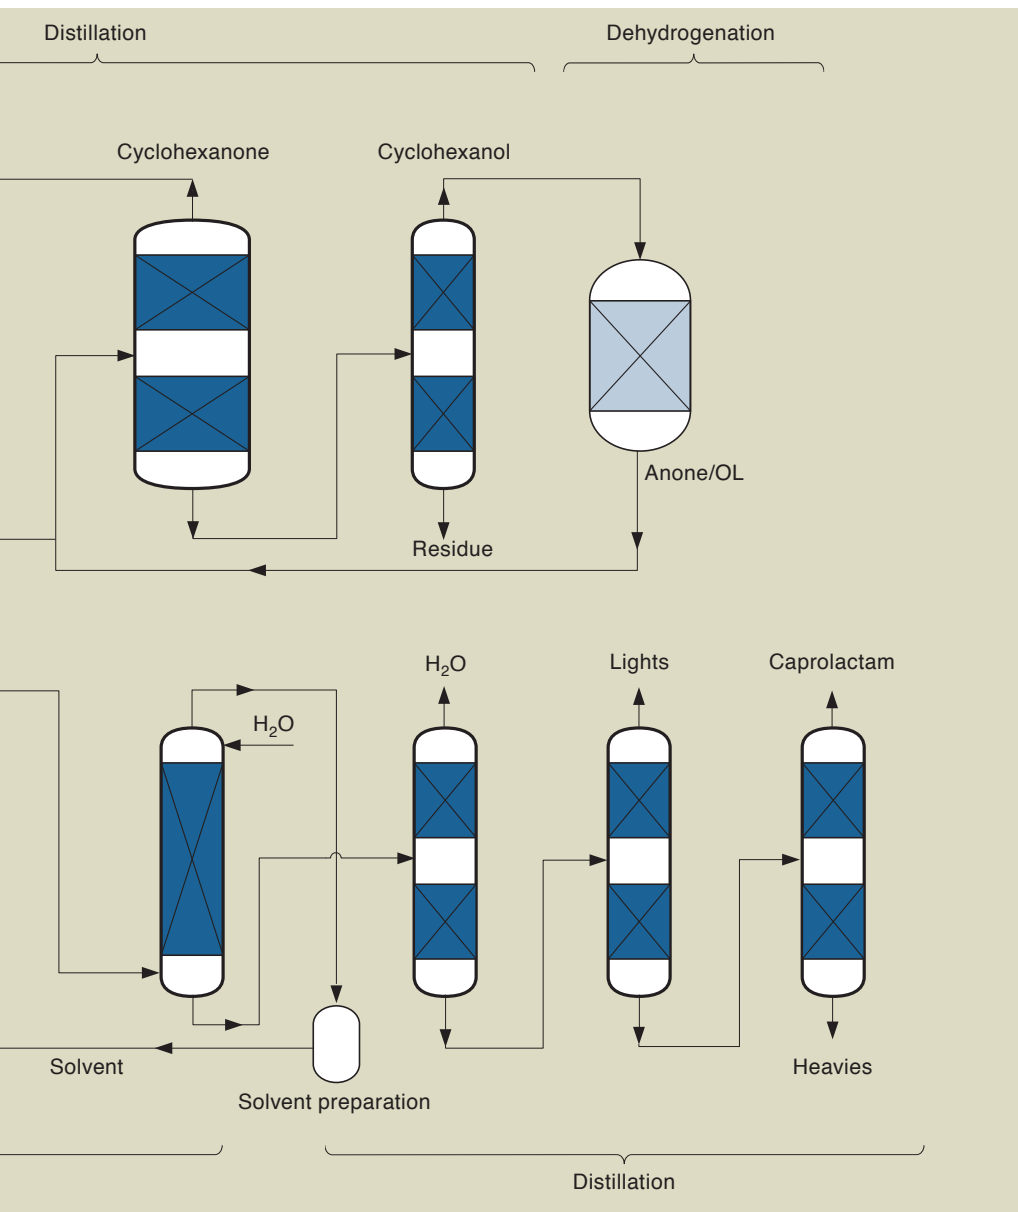 Distillation
Dehydrogenation
Cyclohexanone
Cyclohexanol
Anone/OL
Residue
H₂O
Lights
Caprolactam
H₂O
Solvent
Heavies
Solvent preparation
Distillation